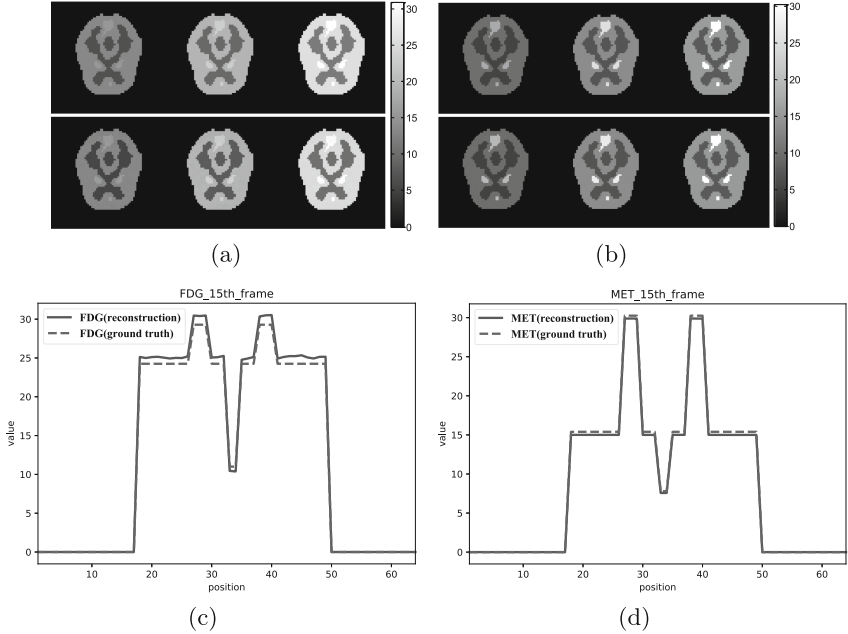 30
25
20
15
10
5
0
30
25
20
15
10
5
0
(a)
(b)
FDG_15th_frame
FDG(reconstruction)
FDG(ground truth)
value
30
25
20
15
10
5
0
10 20 30 40 50 60
position
(c)
MET_15th_frame
MET(reconstruction)
MET(ground truth)
value
30
25
20
15
10
5
0
10 20 30 40 50 60
position
(d)